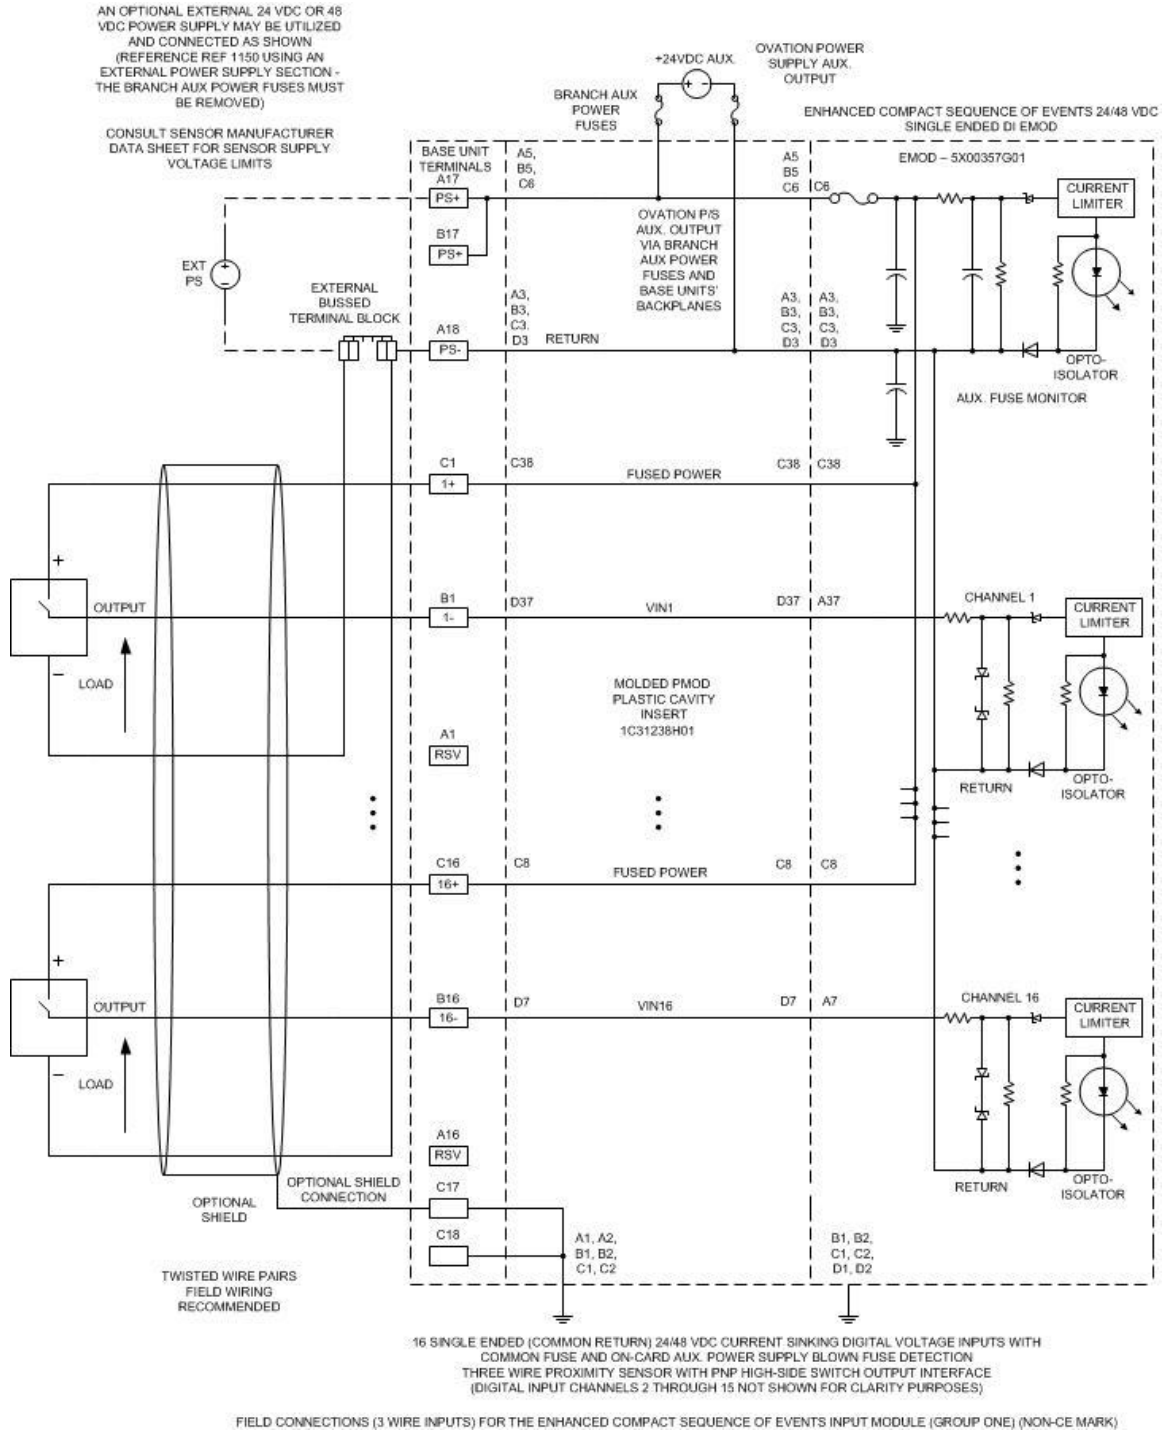 AN OPTIONAL EXTERNAL 24 VDC OR 48
VDC POWER SUPPLY MAY BE UTILIZED
AND CONNECTED AS SHOWN
(REFERENCE REF 1150 USING AN
EXTERNAL POWER SUPPLY SECTION -
THE BRANCH AUX POWER FUSES MUST
BE REMOVED)
CONSULT SENSOR MANUFACTURER
DATA SHEET FOR SENSOR SUPPLY
VOLTAGE LIMITS
+24VDC AUX.
OVATION POWER
SUPPLY AUX.
OUTPUT
BRANCH AUX
POWER
FUSES
ENHANCED COMPACT SEQUENCE OF EVENTS 24/48 VDC
SINGLE ENDED DI EMOD
BASE UNIT
TERMINALS
A5,
B5,
C6
A5
B5
C6
C6
EMOD – 5X00357G01
A17
PS+
B17
PS+
CURRENT
LIMITER
OVATION P/S
AUX. OUTPUT
VIA BRANCH
AUX POWER
FUSES AND
BASE UNITS'
BACKPLANES
EXT
PS
+
−
EXTERNAL
BUSSED
TERMINAL BLOCK
A18
PS-
A3,
B3,
C3,
D3
RETURN
A3,
B3,
C3,
D3
A3,
B3,
C3,
D3
OPTO-
ISOLATOR
AUX. FUSE MONITOR
C1
1+
C38
FUSED POWER
C38
C38
+
OUTPUT
−
LOAD
B1
1-
D37
VIN1
D37
A37
CHANNEL 1
CURRENT
LIMITER
MOLDED PMOD
PLASTIC CAVITY
INSERT
1C31238H01
A1
RSV
RETURN
OPTO-
ISOLATOR
C16
16+
C8
FUSED POWER
C8
C8
+
OUTPUT
−
LOAD
B16
16-
D7
VIN16
D7
A7
CHANNEL 16
CURRENT
LIMITER
A16
RSV
RETURN
OPTO-
ISOLATOR
OPTIONAL SHIELD
CONNECTION
OPTIONAL
SHIELD
C17
C18
A1, A2,
B1, B2,
C1, C2
B1, B2,
C1, C2,
D1, D2
TWISTED WIRE PAIRS
FIELD WIRING
RECOMMENDED
16 SINGLE ENDED (COMMON RETURN) 24/48 VDC CURRENT SINKING DIGITAL VOLTAGE INPUTS WITH
COMMON FUSE AND ON-CARD AUX. POWER SUPPLY BLOWN FUSE DETECTION
THREE WIRE PROXIMITY SENSOR WITH PNP HIGH-SIDE SWITCH OUTPUT INTERFACE
(DIGITAL INPUT CHANNELS 2 THROUGH 15 NOT SHOWN FOR CLARITY PURPOSES)
FIELD CONNECTIONS (3 WIRE INPUTS) FOR THE ENHANCED COMPACT SEQUENCE OF EVENTS INPUT MODULE (GROUP ONE) (NON-CE MARK)